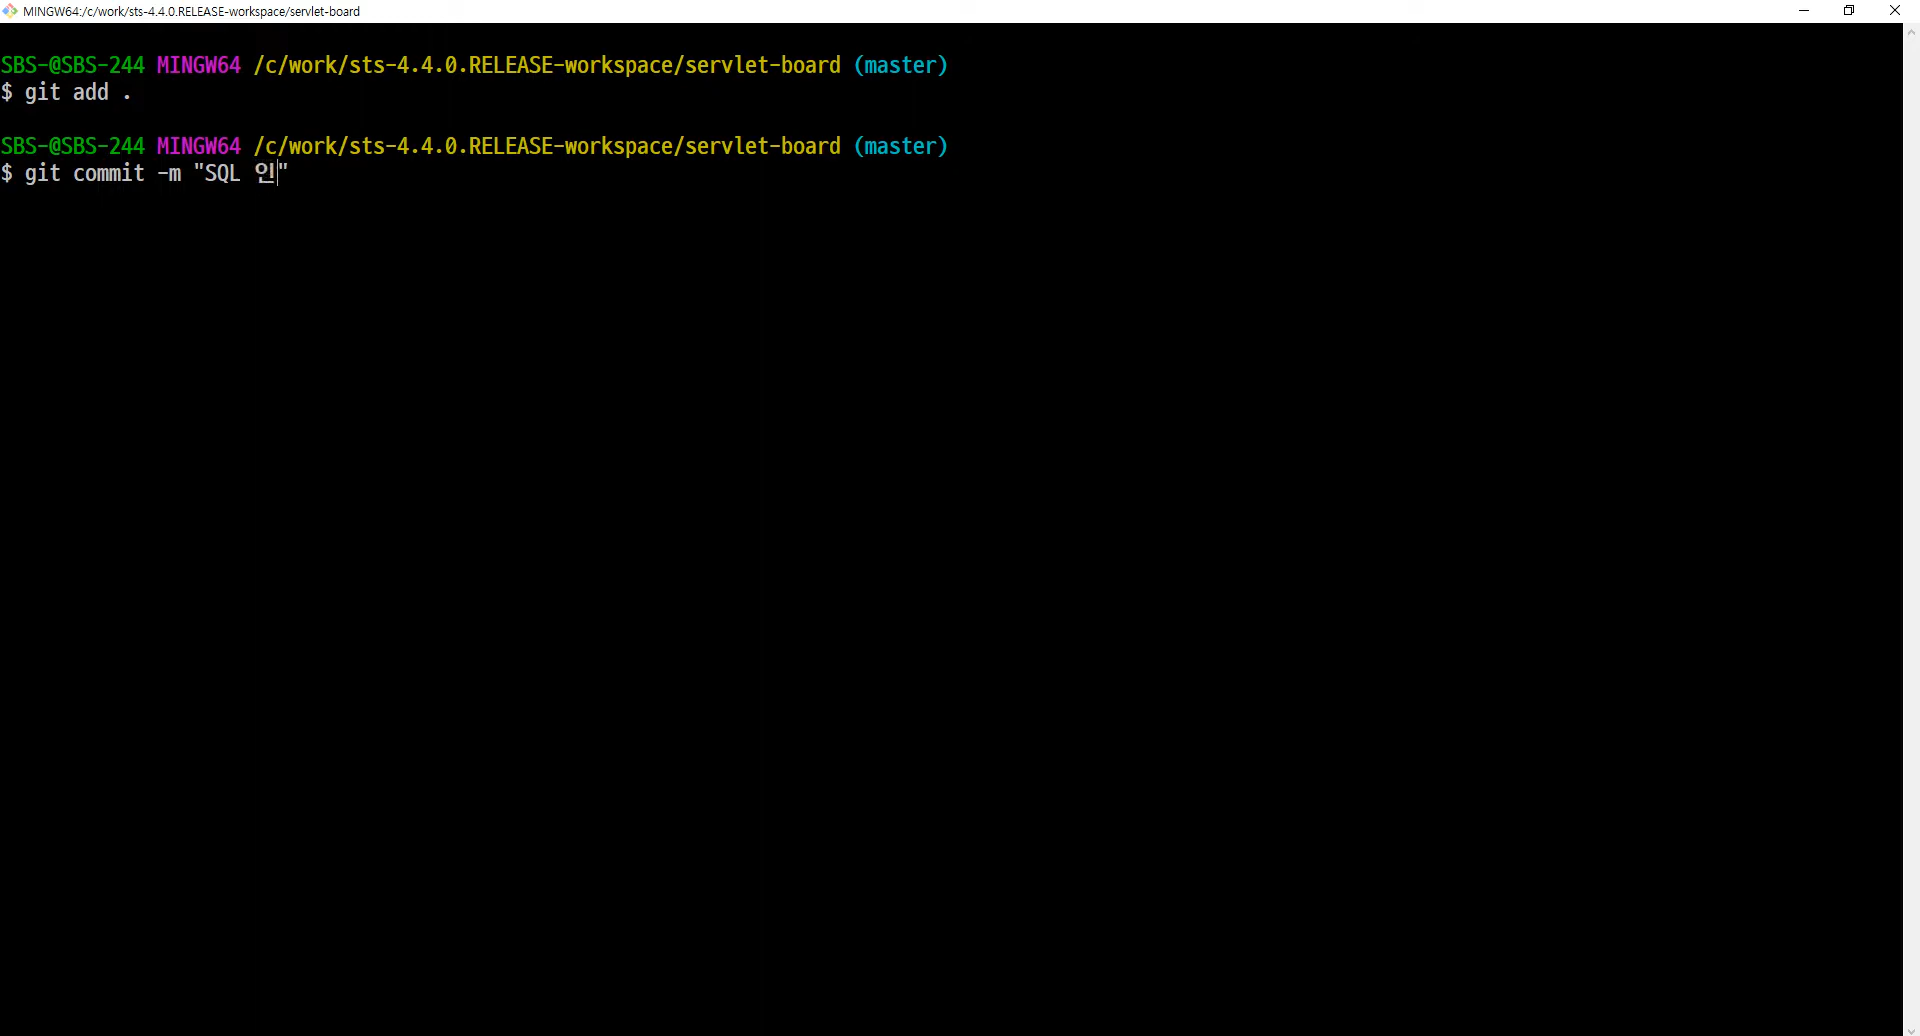 MINGW64:/c/work/sts-4.4.0.RELEASE-workspace/servlet-board
SBS-@SBS-244 MINGW64 /c/work/sts-4.4.0.RELEASE-workspace/servlet-board (master)
$ git add .
SBS-@SBS-244 MINGW64 /c/work/sts-4.4.0.RELEASE-workspace/servlet-board (master)
$ git commit -m "SQL 인"